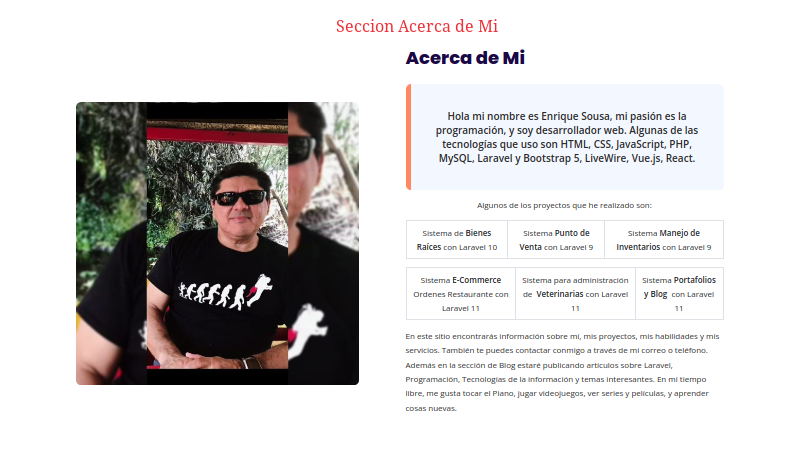 Seccion Acerca de Mi
Acerca de Mi
Hola mi nombre es Enrique Sousa, mi pasión es la
programación, y soy desarrollador web. Algunas de las
tecnologías que uso son HTML, CSS, JavaScript, PHP,
MySQL, Laravel y Bootstrap 5, LiveWire, Vue.js, React.
Algunos de los proyectos que he realizado son:
Sistema de Bienes
Raíces con Laravel 10
Sistema Punto de
Venta con Laravel 9
Sistema Manejo de
Inventarios con Laravel 9
Sistema E-Commerce
Ordenes Restaurante con
Laravel 11
Sistema para administración
de Veterinarias con Laravel
11
Sistema Portafolios
y Blog con Laravel
11
En este sitio encontrarás información sobre mi, mis proyectos, mis habilidades y mis
servicios. También te puedes contactar conmigo a través de mi correo o teléfono.
Además en la sección de Blog estaré publicando artículos sobre Laravel,
Programación, Tecnologías de la Información y temas interesantes. En mi tiempo
libre, me gusta tocar el Piano, jugar videojuegos, ver series y películas, y aprender
cosas nuevas.